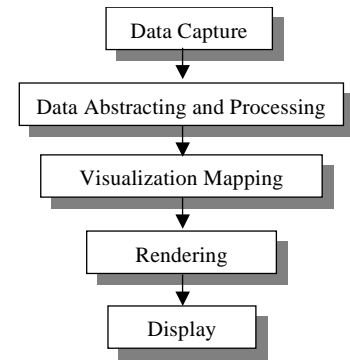 Data Capture
Data Abstracting and Processing
Visualization Mapping
Rendering
Display